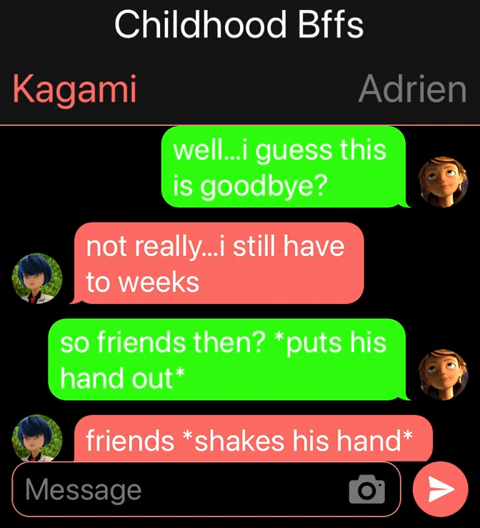 Childhood Bffs
Kagami
Adrien
well...i guess this
is goodbye?
not really...i still have
to weeks
so friends then? *puts his
hand out*
friends *shakes his hand*
Message